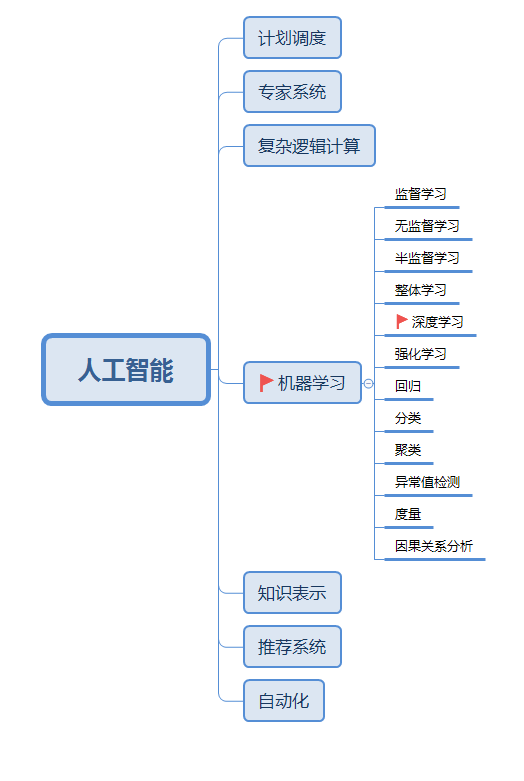 人工智能
计划调度
专家系统
复杂逻辑计算
机器学习
监督学习
无监督学习
半监督学习
整体学习
深度学习
强化学习
回归
分类
聚类
异常值检测
度量
因果关系分析
知识表示
推荐系统
自动化